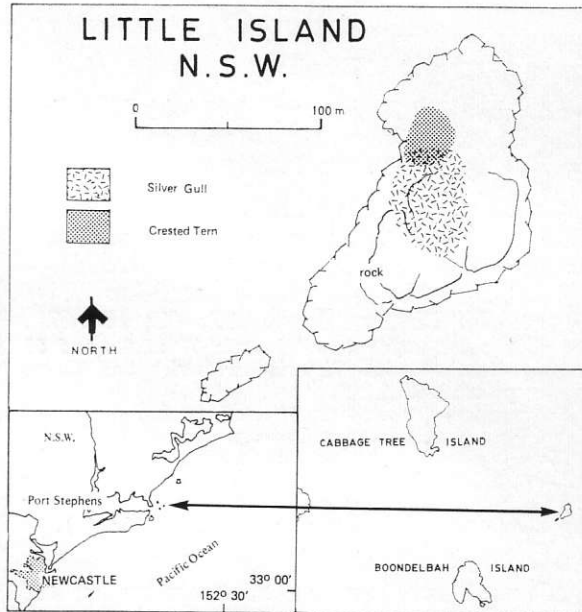 LITTLE ISLAND
N.S.W.
0 100 m
Silver Gull
Crested Tern
rock
NORTH
N.S.W.
CABBAGE TREE ISLAND
Port Stephens
Pacific Ocean
BOONDELBAH ISLAND
NEWCASTLE
33° 00'
152° 30'